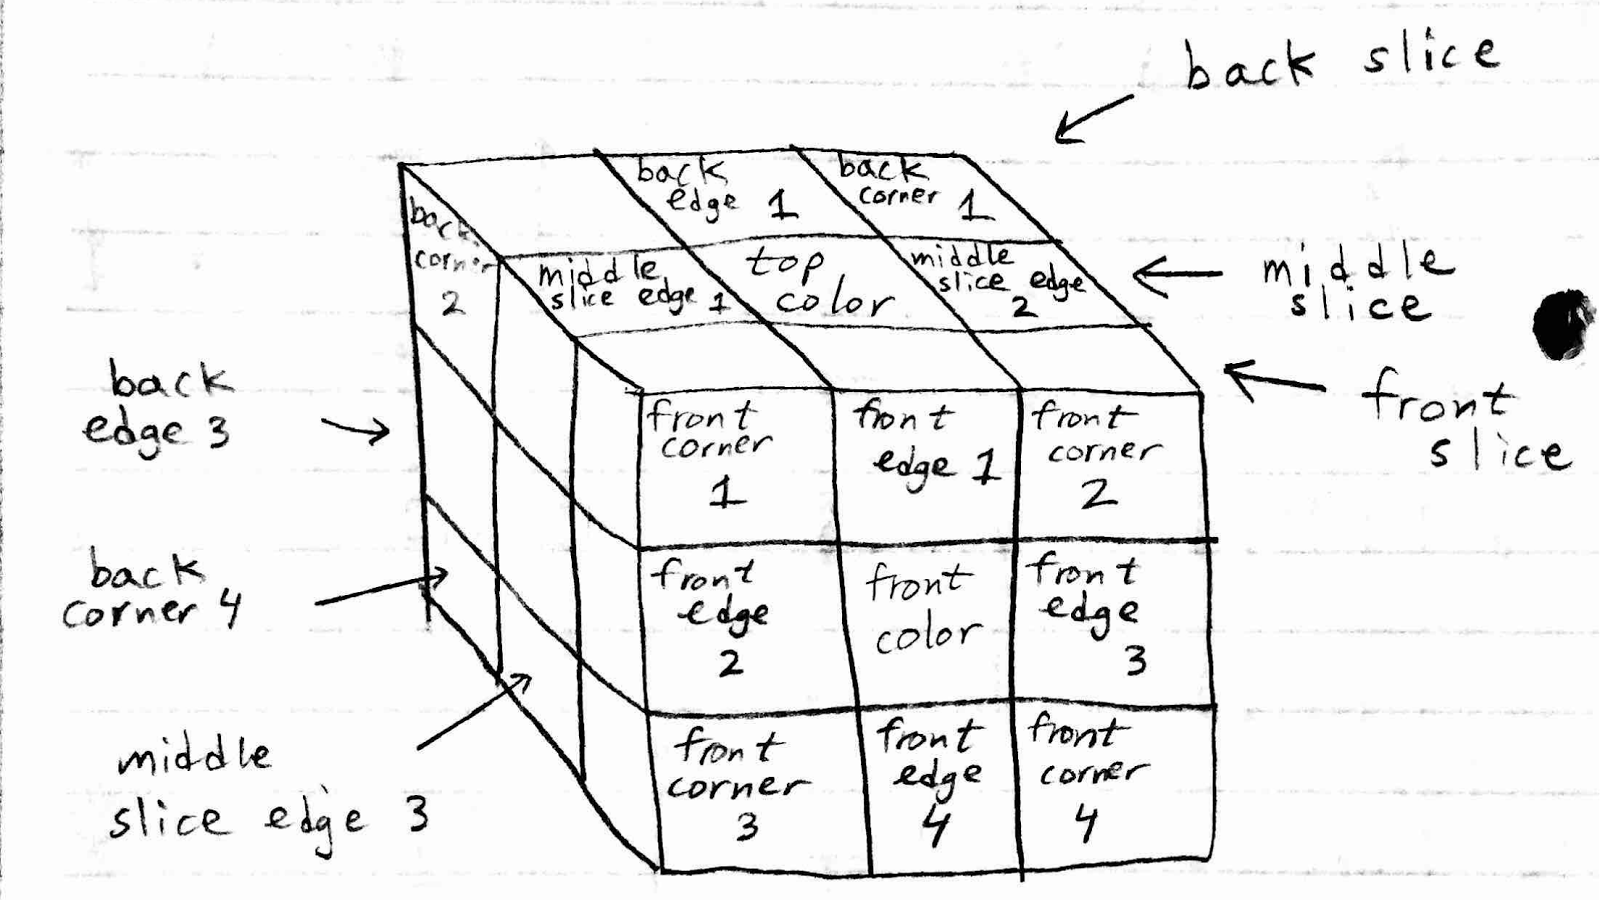 back slice
back
edge 1
back
corner 1
back
corner
2
middle
slice edge 1
top
color
middle
slice edge
2
middle
slice
front
slice
back
edge 3
front
corner
1
front
edge 1
front
corner
2
back
corner 4
front
edge
2
front
color
front
edge
3
middle
slice edge 3
front
corner
3
front
edge
4
front
corner
4